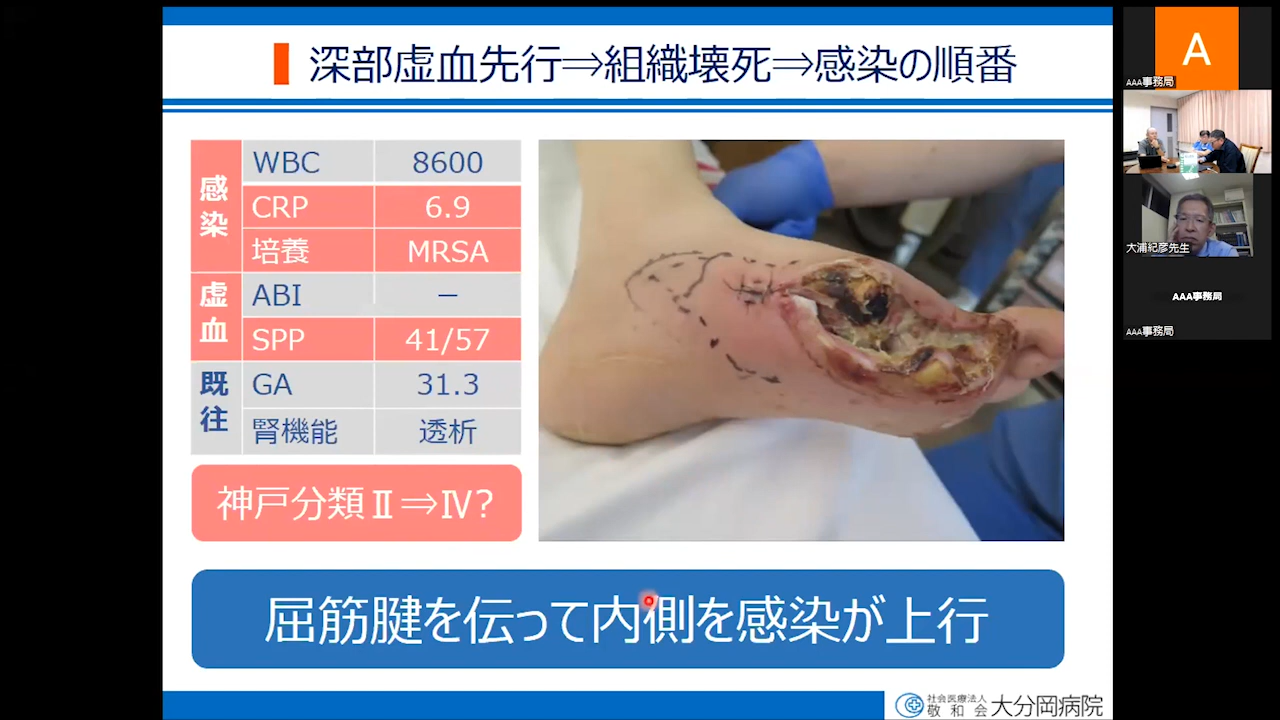 深部虚血先行⇒組織壊死⇒感染の順番
感染
WBC 8600
CRP 6.9
培養 MRSA
虚血
ABI －
SPP 41/57
既往
GA 31.3
腎機能 透析
神戸分類Ⅱ⇒Ⅳ?
屈筋腱を伝って内側を感染が上行
社会医療法人
敬和会
大分岡病院
A
AAA事務局
大浦紀彦先生
AAA事務局
AAA事務局